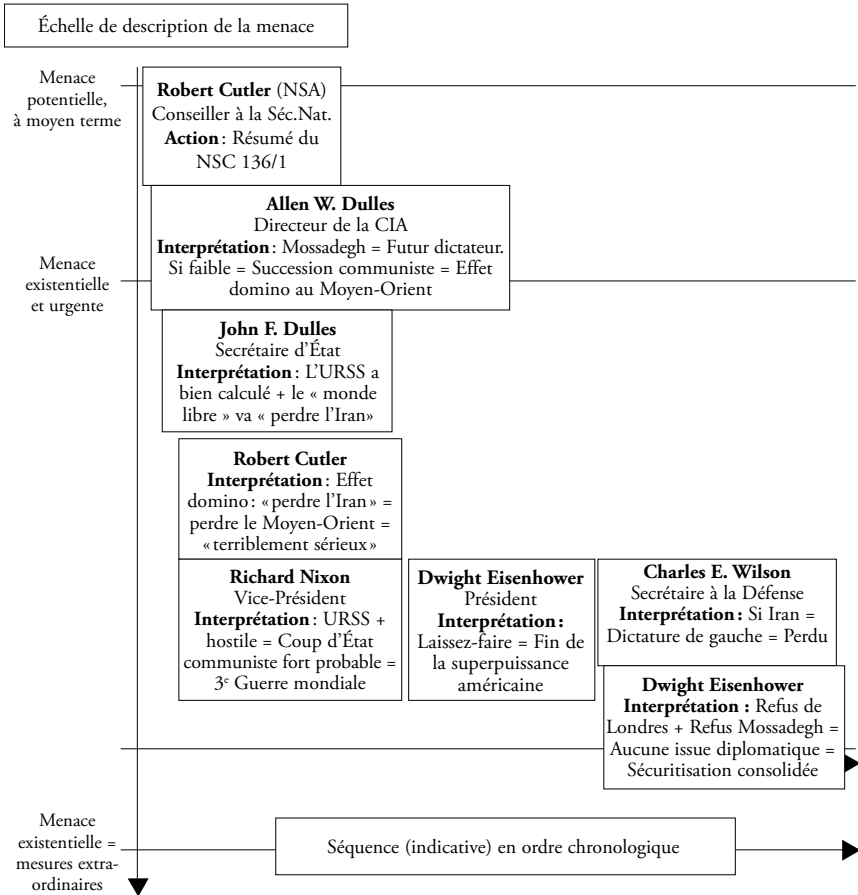 Échelle de description de la menace
Menace
potentielle,
à moyen terme
Robert Cutler (NSA)
Conseiller à la Séc.Nat.
Action : Résumé du
NSC 136/1
Allen W. Dulles
Directeur de la CIA
Interprétation : Mossadegh = Futur dictateur.
Si faible = Succession communiste = Effet
domino au Moyen-Orient
Menace
existentielle
et urgente
John F. Dulles
Secrétaire d'État
Interprétation : L'URSS a
bien calculé + le « monde
libre » va « perdre l'Iran»
Robert Cutler
Interprétation : Effet
domino : «perdre l'Iran» =
perdre le Moyen-Orient =
«terriblement sérieux»
Richard Nixon
Vice-Président
Interprétation : URSS +
hostile = Coup d'État
communiste fort probable =
3e Guerre mondiale
Dwight Eisenhower
Président
Interprétation :
Laissez-faire = Fin de
la superpuissance
américaine
Charles E. Wilson
Secrétaire à la Défense
Interprétation : Si Iran =
Dictature de gauche = Perdu
Dwight Eisenhower
Interprétation : Refus de
Londres + Refus Mossadegh =
Aucune issue diplomatique =
Sécuritisation consolidée
Menace
existentielle =
mesures extra-
ordinaires
Séquence (indicative) en ordre chronologique